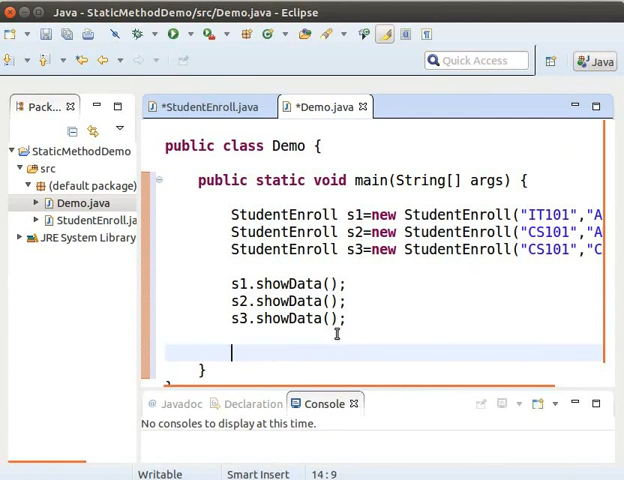 Java - StaticMethodDemo/src/Demo.java - Eclipse
Quick Access
Java
Pack...
*StudentEnroll.java
*Demo.java
StaticMethodDemo
src
(default package)
Demo.java
StudentEnroll.ja
JRE System Library
public class Demo {
public static void main(String[] args) {
StudentEnroll s1=new StudentEnroll("IT101","A
StudentEnroll s2=new StudentEnroll("CS101","A
StudentEnroll s3=new StudentEnroll("CS101","C
s1.showData();
s2.showData();
s3.showData();
}
Javadoc
Declaration
Console
No consoles to display at this time.
Writable
Smart Insert
14 : 9